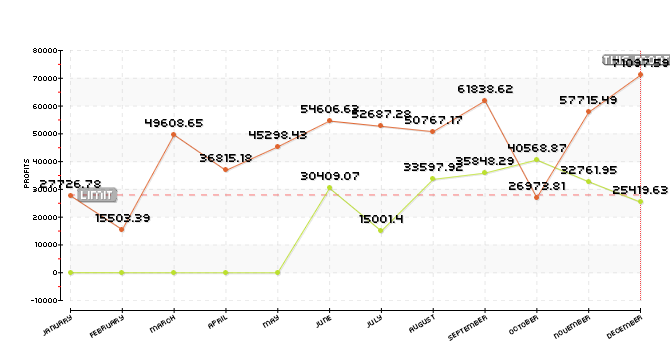 80000
70000
60000
50000
40000
30000
20000
10000
0
-10000
PROFITS
LIMIT
27726.78
15503.39
49608.65
36815.18
45298.43
54606.63
52687.28
50767.17
61838.62
26973.81
57715.49
71097.59
30409.07
15001.4
33597.92
35848.29
40568.87
32761.95
25419.63
JANUARY
FEBRUARY
MARCH
APRIL
MAY
JUNE
JULY
AUGUST
SEPTEMBER
OCTOBER
NOVEMBER
DECEMBER